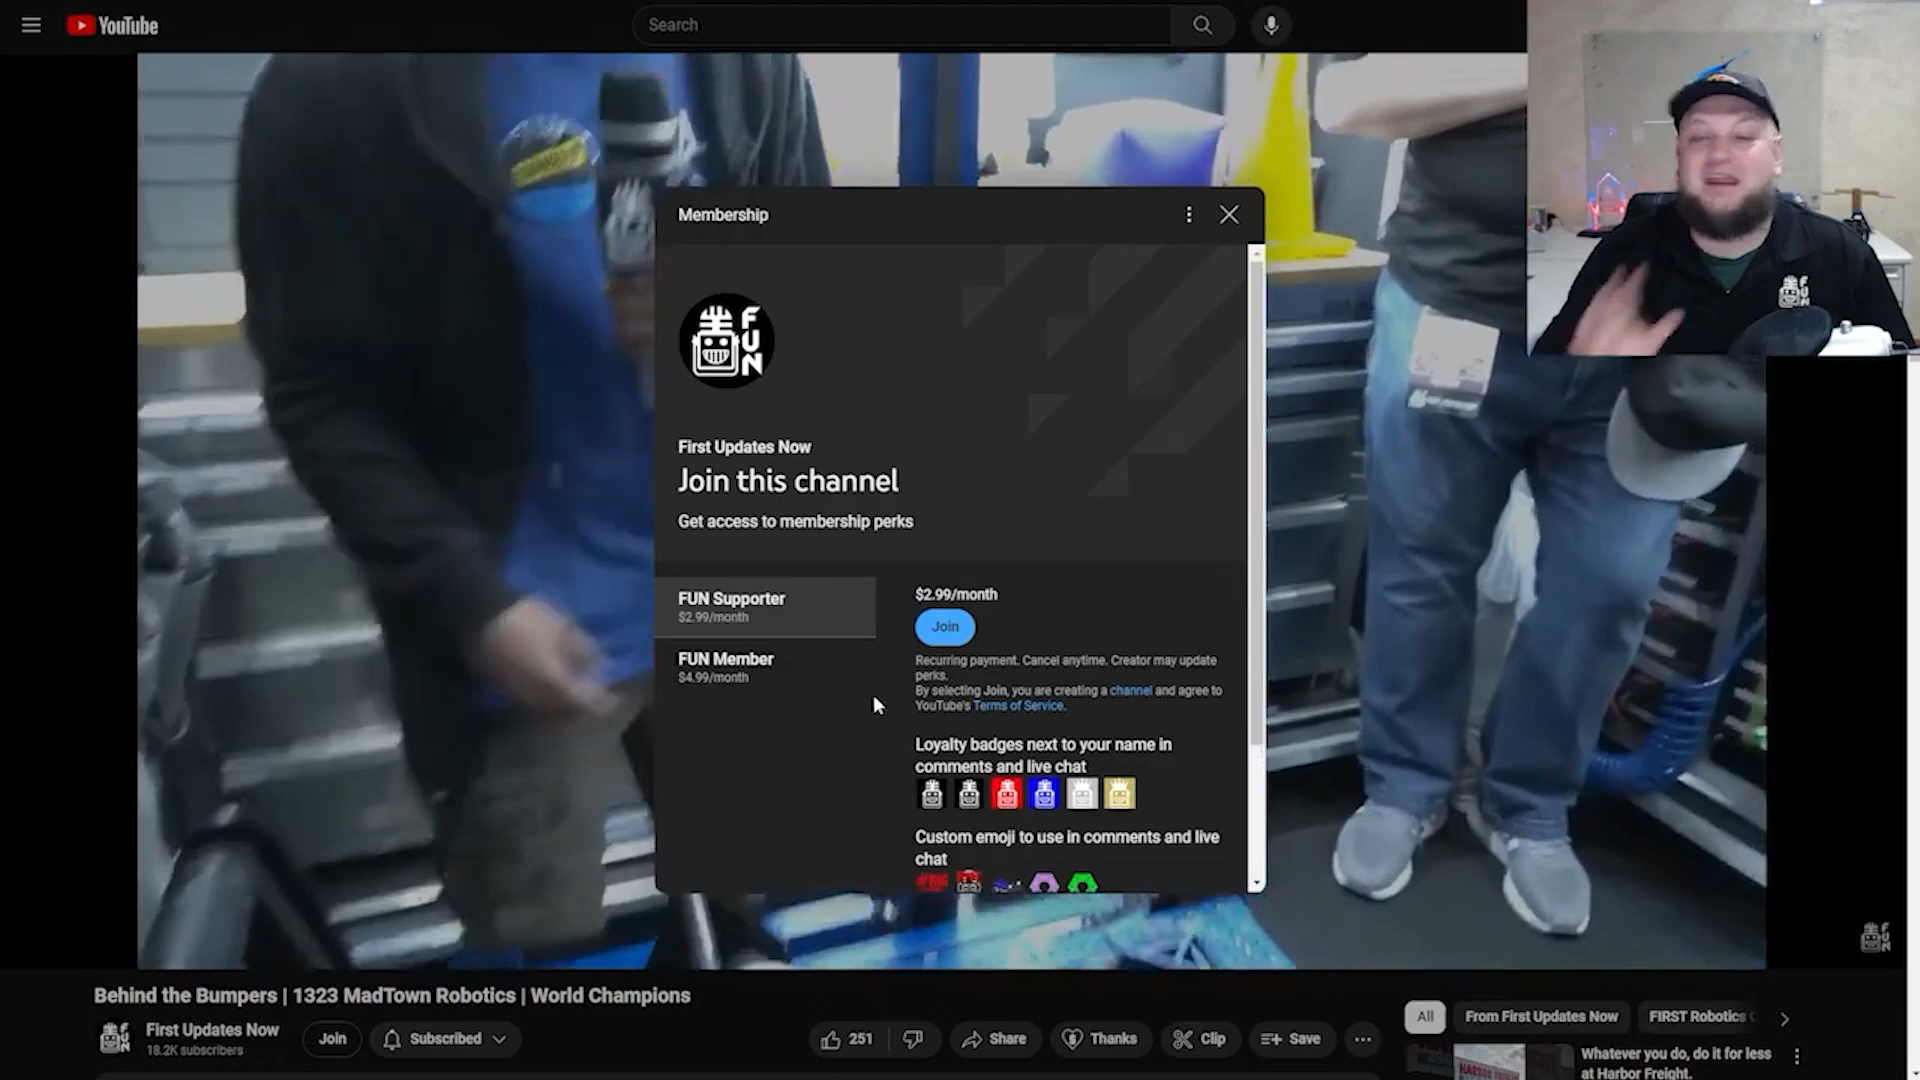 YouTube
Search
Membership
FUN
First Updates Now
Join this channel
Get access to membership perks
FUN Supporter
$2.99/month
FUN Member
$4.99/month
$2.99/month
Join
Recurring payment. Cancel anytime. Creator may update
perks.
By selecting Join, you are creating a channel and agree to
YouTube's Terms of Service.
Loyalty badges next to your name in
comments and live chat
Custom emoji to use in comments and live
chat
FUN
FUN
Behind the Bumpers | 1323 MadTown Robotics | World Champions
First Updates Now
18.2K subscribers
Join
Subscribed
251
Share
Thanks
Clip
Save
All
From First Updates Now
FIRST Robotics
Whatever you do, do it for less
at Harbor Freight.